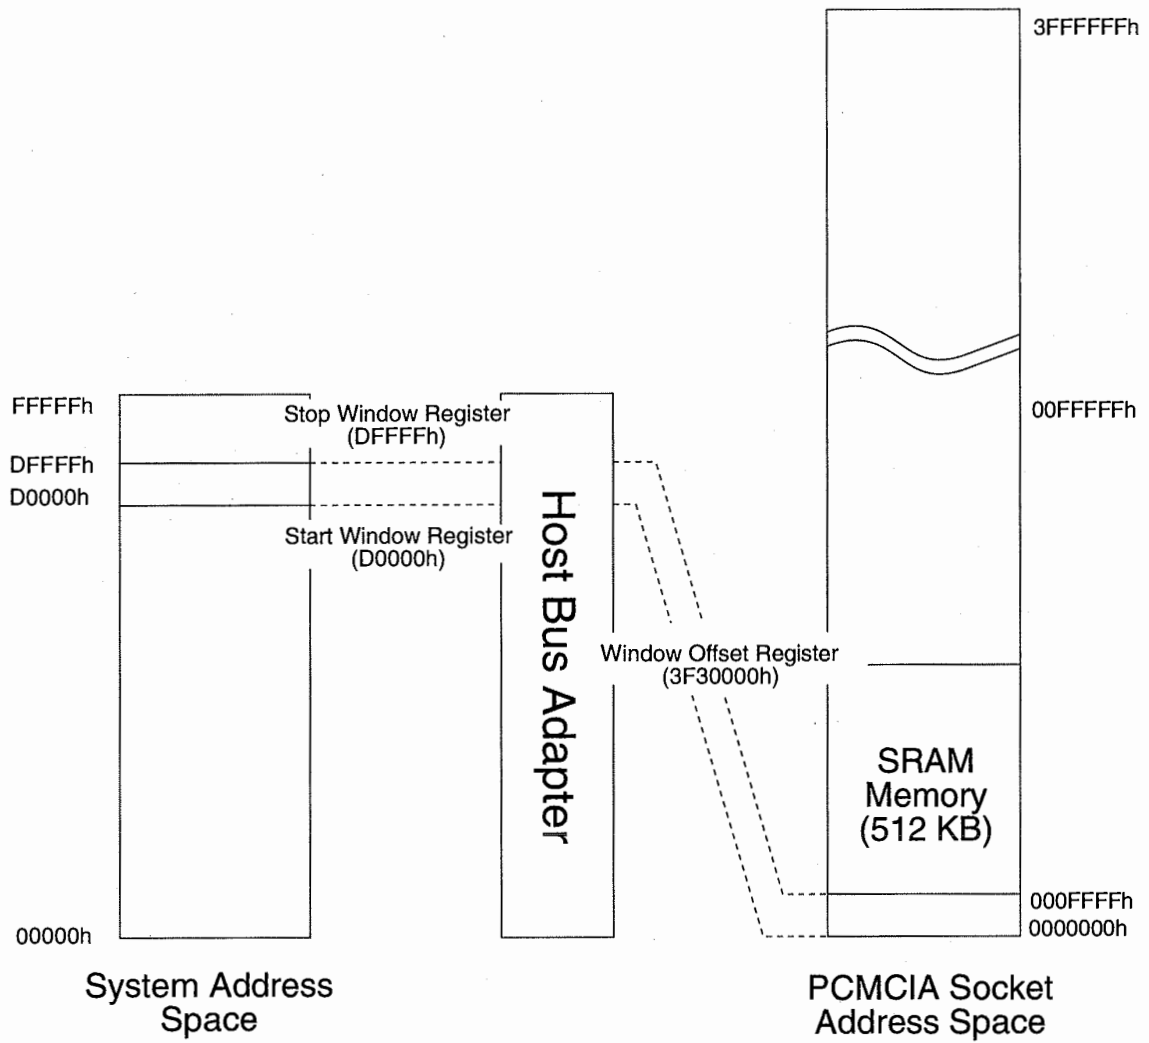 3FFFFFFh
FFFFFh
Stop Window Register
(DFFFFh)
00FFFFFh
DFFFFh
D0000h
Start Window Register
(D0000h)
Host Bus Adapter
Window Offset Register
(3F30000h)
SRAM
Memory
(512 KB)
000FFFFh
0000000h
00000h
System Address
Space
PCMCIA Socket
Address Space